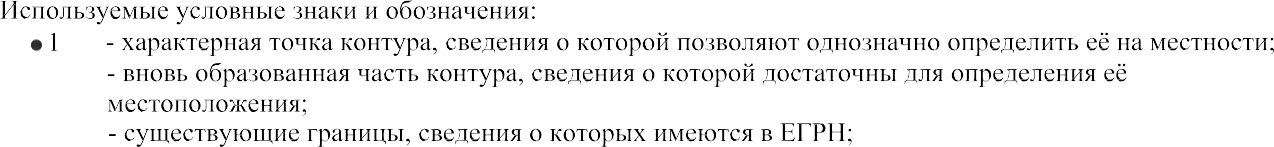 Используемые условные знаки и обозначения:
● 1 - характерная точка контура, сведения о которой позволяют однозначно определить её на местности;
- вновь образованная часть контура, сведения о которой достаточны для определения её
местоположения;
- существующие границы, сведения о которых имеются в ЕГРН;